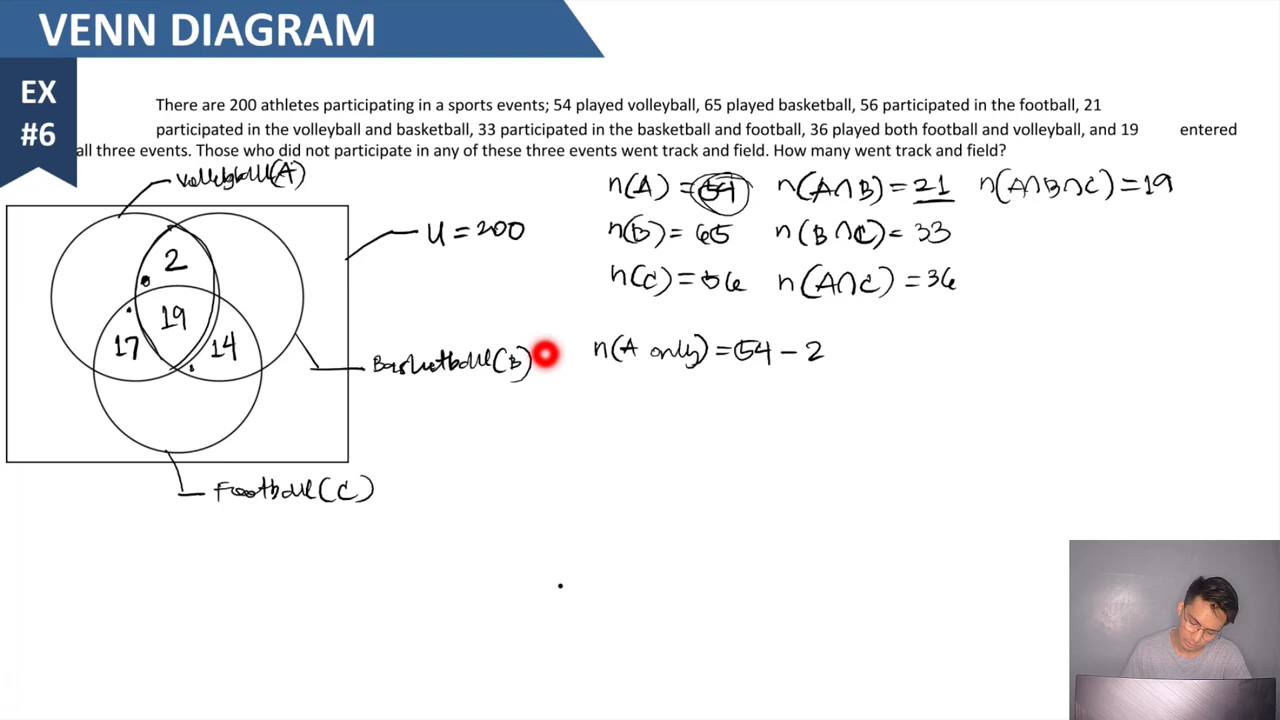 VENN DIAGRAM
EX
#6
There are 200 athletes participating in a sports events; 54 played volleyball, 65 played basketball, 56 participated in the football, 21
participated in the volleyball and basketball, 33 participated in the basketball and football, 36 played both football and volleyball, and 19 entered
all three events. Those who did not participate in any of these three events went track and field. How many went track and field?
Volleyball(A)
n(A) = 54 n(A∩B) = 21 n(A∩B∩C) = 19
U = 200
n(B) = 65 n(B∩C) = 33
2
n(C) = 56 n(A∩C) = 36
19
17 14
Basketball(B)
n(A only) = 54 - 2
Football(C)